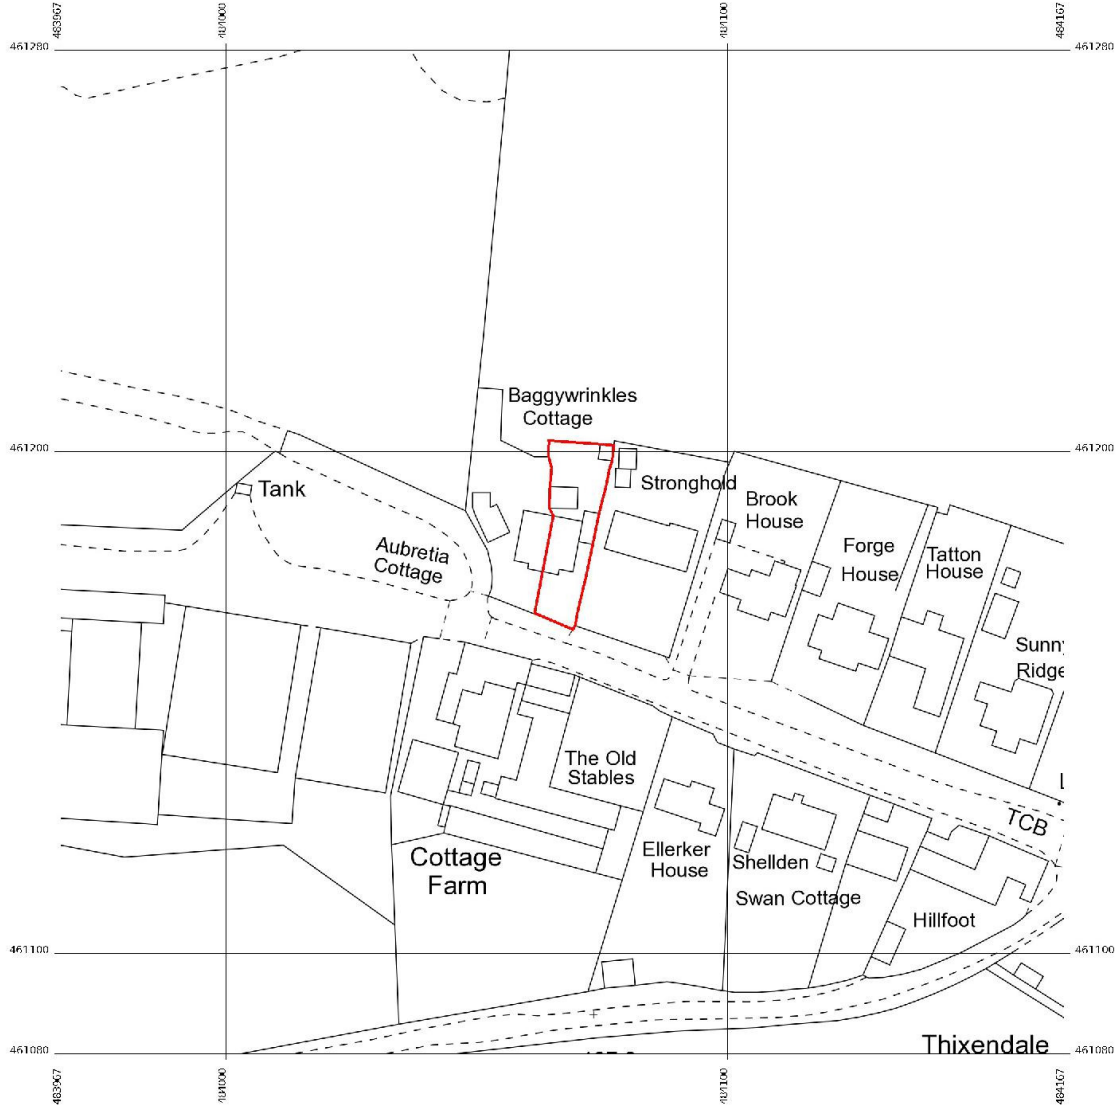 483967
484000
484100
484167
461280
461280
Baggywrinkles
Cottage
461200
461200
Stronghold
Tank
Brook
House
Aubretia
Cottage
Forge
House
Tatton
House
Sunny
Ridge
The Old
Stables
TCB
Cottage
Farm
Ellerker
House
Shellden
Swan Cottage
Hillfoot
461100
461100
Thixendale
461080
461080
483967
484000
484100
484167